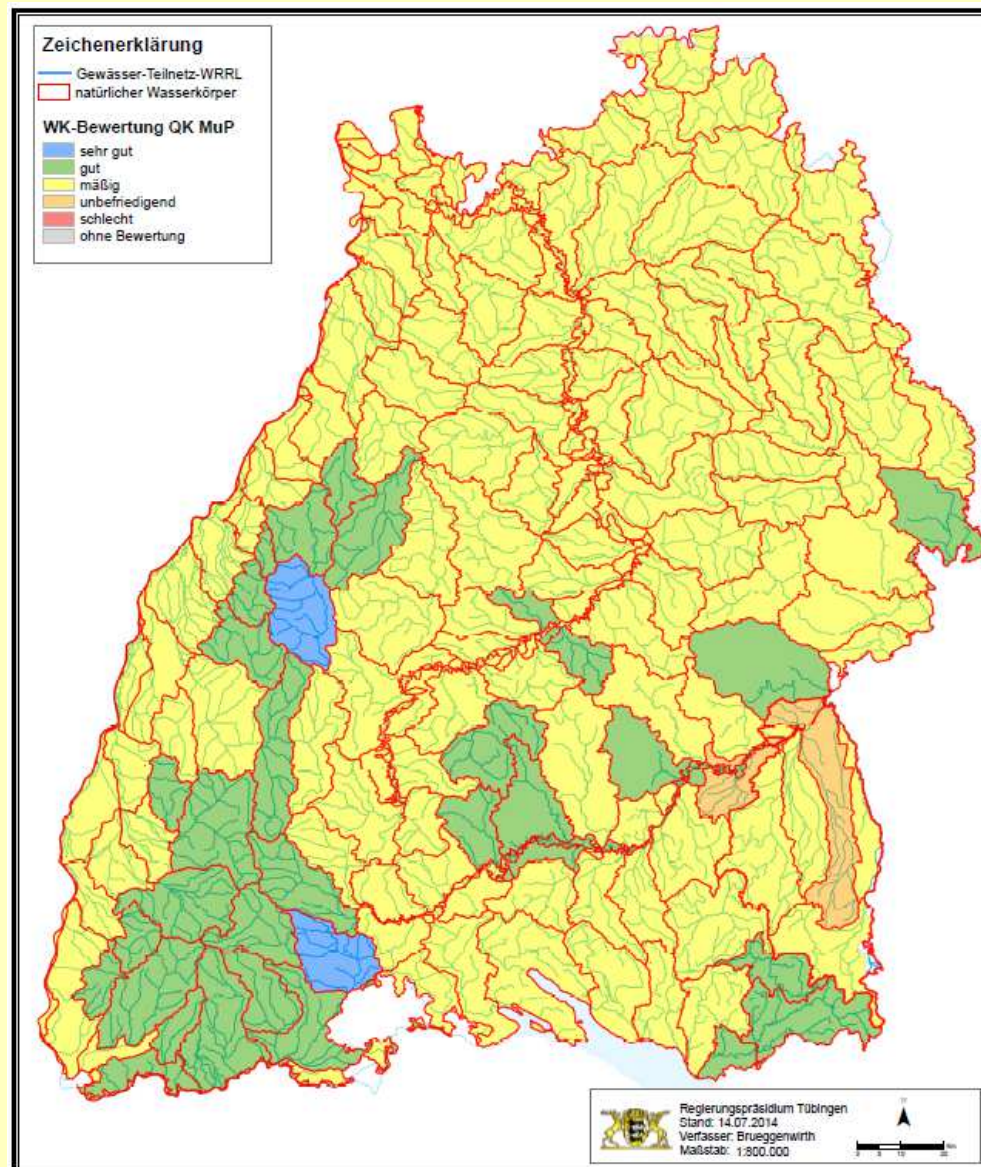 Zeichenerklärung
Gewässer-Teilnetz-WRRL
natürlicher Wasserkörper
WK-Bewertung QK MuP
sehr gut
gut
mäßig
unbefriedigend
schlecht
ohne Bewertung
Regierungspräsidium Tübingen
Stand: 14.07.2014
Verfasser: Brueggenwirth
Maßstab: 1:800.000